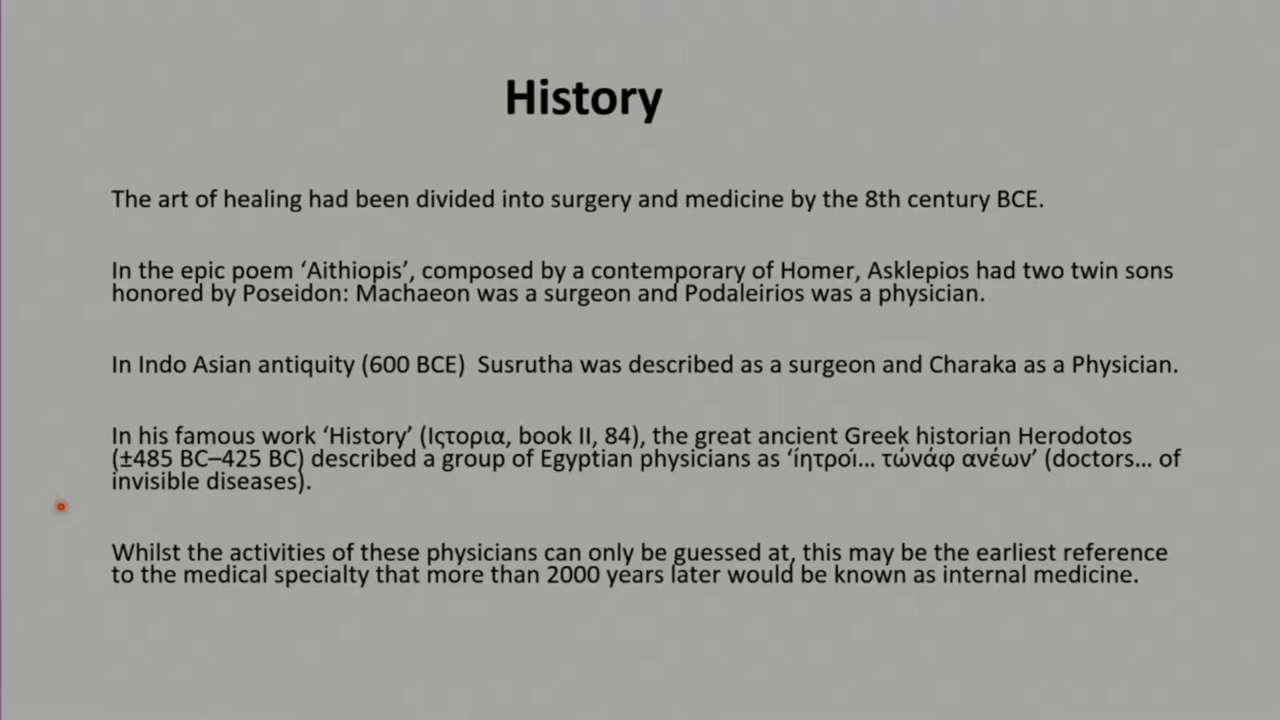 History
The art of healing had been divided into surgery and medicine by the 8th century BCE.
In the epic poem ‘Aithiopis’, composed by a contemporary of Homer, Asklepios had two twin sons
honored by Poseidon: Machaeon was a surgeon and Podaleirios was a physician.
In Indo Asian antiquity (600 BCE)  Susrutha was described as a surgeon and Charaka as a Physician.
In his famous work ‘History’ (Ιςτορια, book II, 84), the great ancient Greek historian Herodotos
(±485 BC–425 BC) described a group of Egyptian physicians as ‘ίητροί… τώνάφ ανέων’ (doctors… of
invisible diseases).
Whilst the activities of these physicians can only be guessed at, this may be the earliest reference
to the medical specialty that more than 2000 years later would be known as internal medicine.